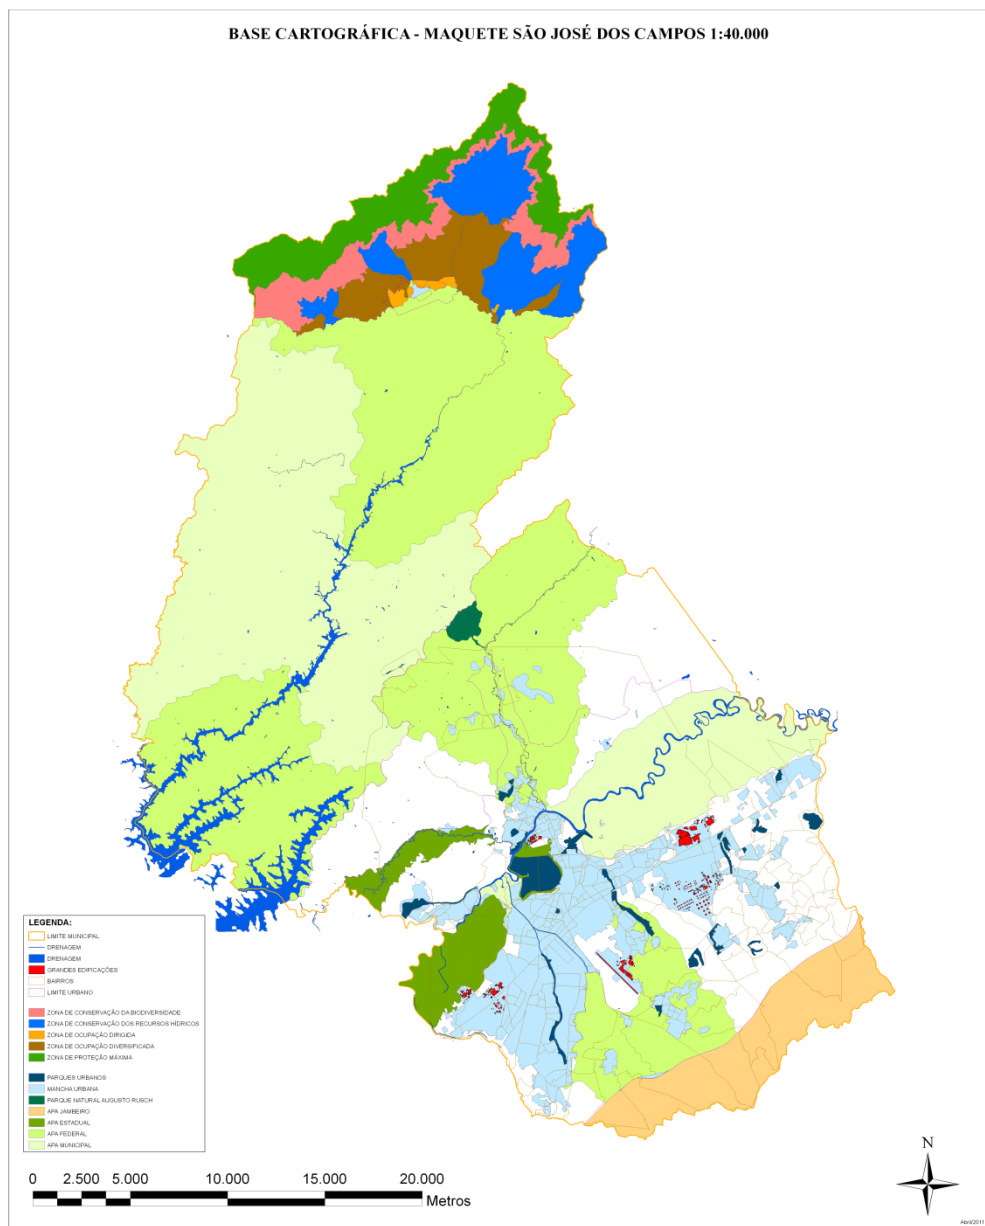 BASE CARTOGRÁFICA - MAQUETE SÃO JOSÉ DOS CAMPOS 1:40.000
LEGENDA:
LIMITE MUNICIPAL
DRENAGEM
DRENAGEM
GRANDES EDIFICAÇÕES
BAIRROS
LIMITE URBANO
ZONA DE CONSERVAÇÃO DA BIODIVERSIDADE
ZONA DE CONSERVAÇÃO DOS RECURSOS HÍDRICOS
ZONA DE OCUPAÇÃO DIRIGIDA
ZONA DE OCUPAÇÃO DIVERSIFICADA
ZONA DE PROTEÇÃO MÁXIMA
PARQUES URBANOS
MANCHA URBANA
PARQUE NATURAL AUGUSTO RUSCH
APA JAMBEIRO
APA ESTADUAL
APA FEDERAL
APA MUNICIPAL
0 2.500 5.000 10.000 15.000 20.000
Metros
N
Abril/2011